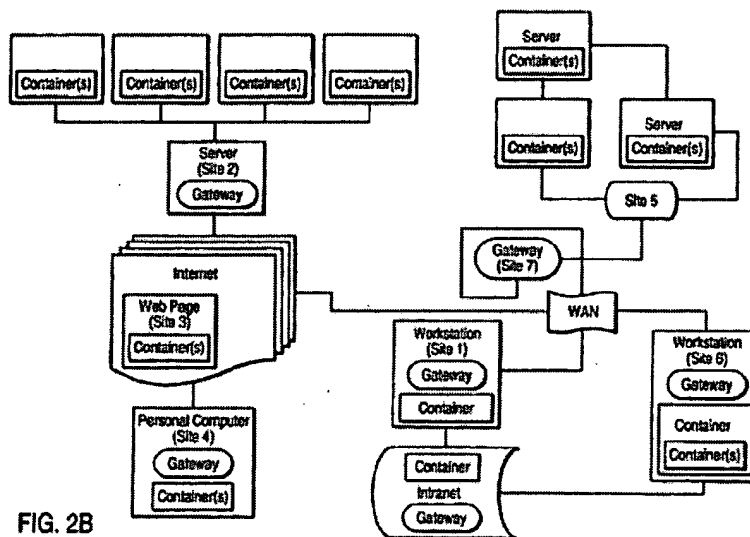 Container(s)
Container(s)
Container(s)
Container(s)
Server
(Site 2)
Gateway
Internet
Web Page
(Site 3)
Container(s)
Personal Computer
(Site 4)
Gateway
Container(s)
Server
Container(s)
Container(s)
Server
Container(s)
Site 5
Gateway
(Site 7)
WAN
Workstation
(Site 1)
Gateway
Container
Container
Intranet
Gateway
Workstation
(Site 6)
Gateway
Container
Container(s)
FIG. 2B